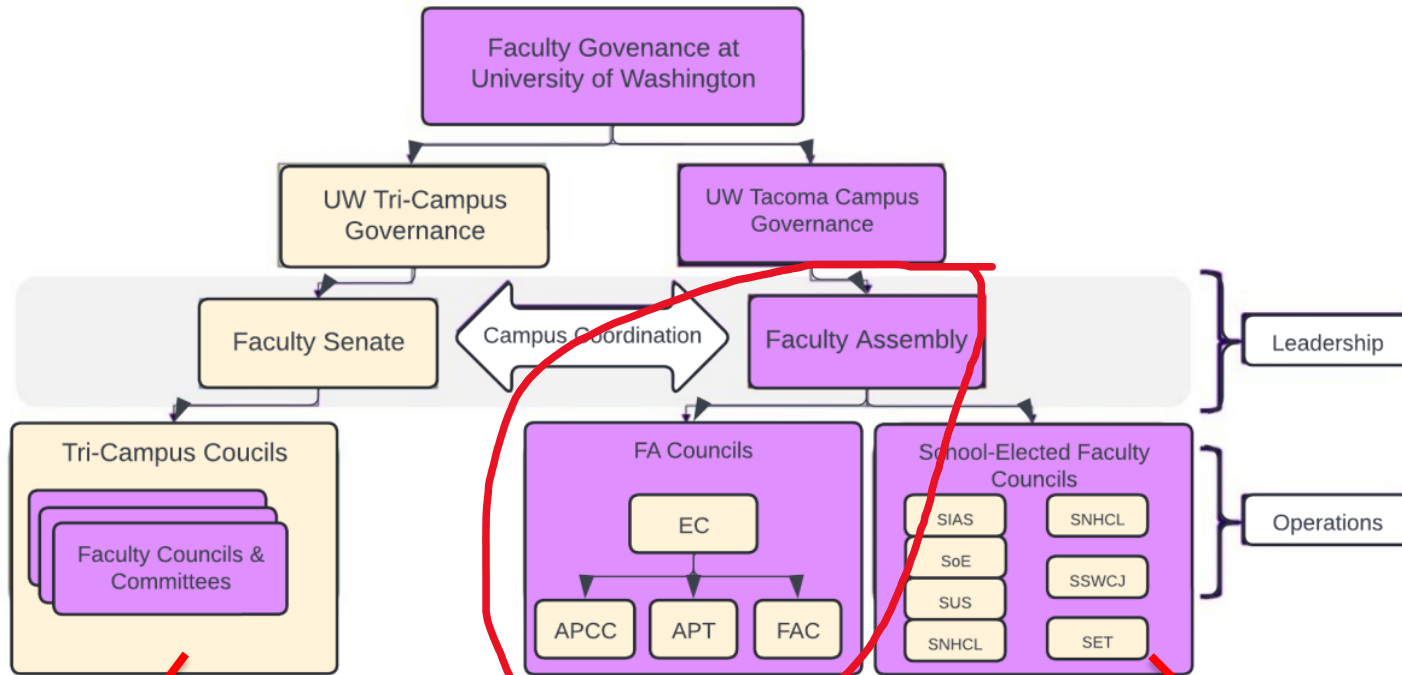 Faculty Govenance at
University of Washington
UW Tri-Campus
Governance
UW Tacoma Campus
Governance
Faculty Senate
Campus Coordination
Faculty Assembly
Leadership
Tri-Campus Coucils
Faculty Councils &
Committees
FA Councils
EC
APCC
APT
FAC
School-Elected Faculty
Councils
SIAS
SNHCL
SoE
SSWCJ
SUS
SNHCL
SET
Operations